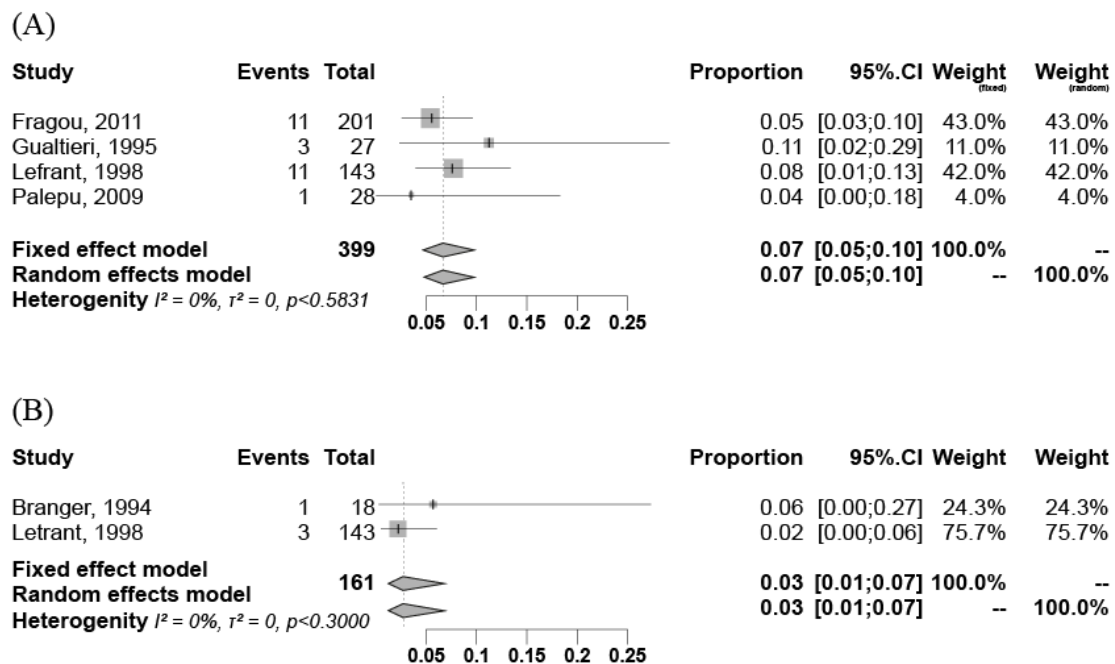 (A)
Study Events Total Proportion 95%.CI Weight (fixed) Weight (random)
Fragou, 2011 11 201 0.05 [0.03;0.10] 43.0% 43.0%
Gualtieri, 1995 3 27 0.11 [0.02;0.29] 11.0% 11.0%
Lefrant, 1998 11 143 0.08 [0.01;0.13] 42.0% 42.0%
Palepu, 2009 1 28 0.04 [0.00;0.18] 4.0% 4.0%
Fixed effect model 399 0.07 [0.05;0.10] 100.0% --
Random effects model 0.07 [0.05;0.10] -- 100.0%
Heterogenity I² = 0%, τ² = 0, p<0.5831
0.05 0.1 0.15 0.2 0.25
(B)
Study Events Total Proportion 95%.CI Weight Weight
Branger, 1994 1 18 0.06 [0.00;0.27] 24.3% 24.3%
Letrant, 1998 3 143 0.02 [0.00;0.06] 75.7% 75.7%
Fixed effect model 161 0.03 [0.01;0.07] 100.0% --
Random effects model 0.03 [0.01;0.07] -- 100.0%
Heterogenity I² = 0%, τ² = 0, p<0.3000
0.05 0.1 0.15 0.2 0.25